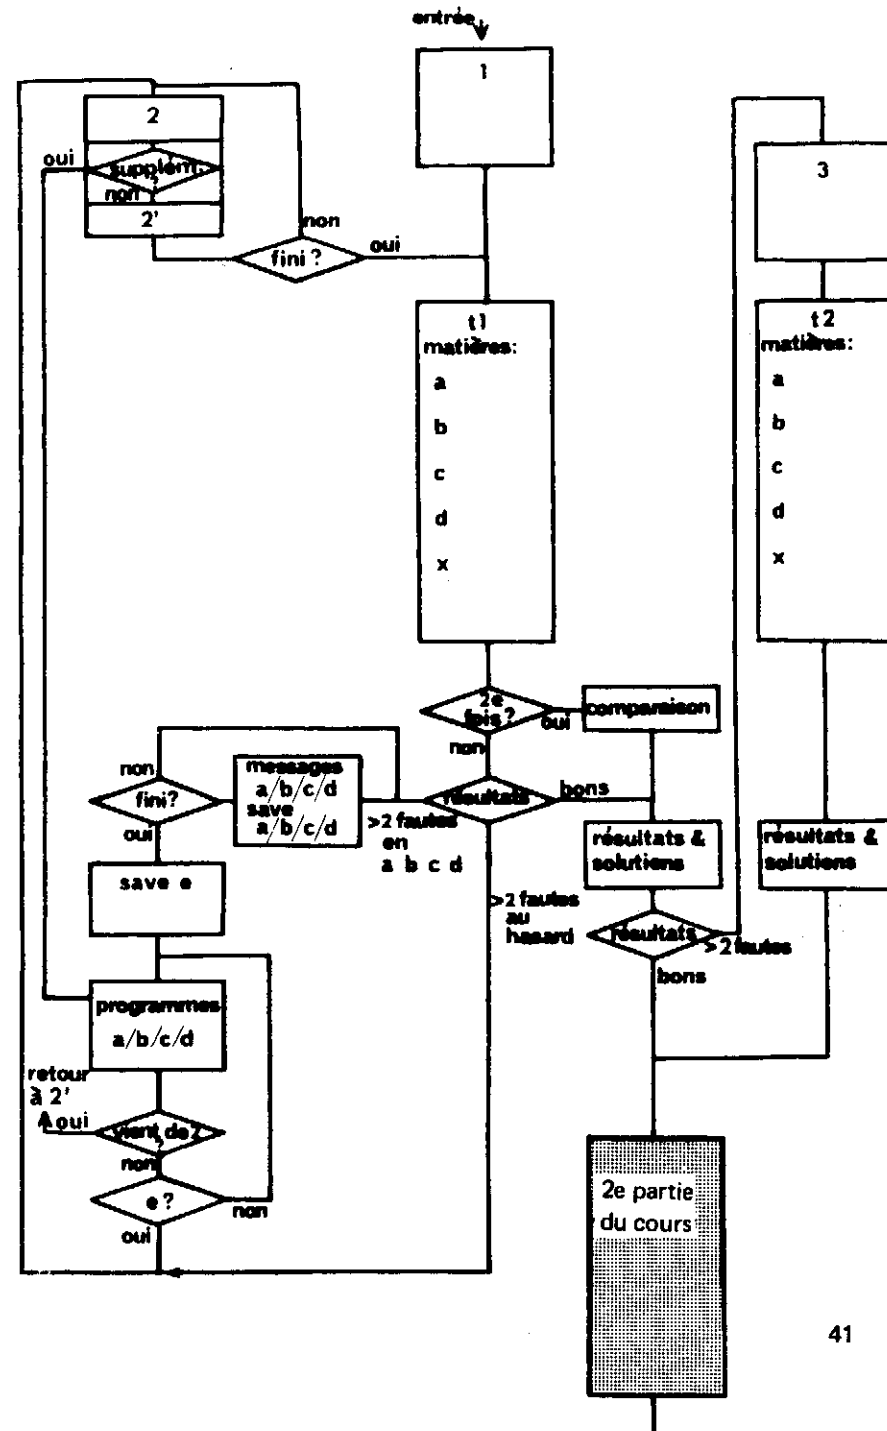 entrée
1
2
oui
supplém.
?
non
2'
non
fini ?
oui
3
t1
matières:
a
b
c
d
x
t2
matières:
a
b
c
d
x
2e
fois ?
oui
non
comparaison
non
fini?
oui
messages
a/b/c/d
save
a/b/c/d
résultats
bons
>2 fautes
en
a b c d
résultats &
solutiens
résultats &
solutiens
save e
>2 fautes
au
hasard
résultats
>2 fautes
bons
programmes
a/b/c/d
retour
à 2'
oui
vient de 2
?
non
e ?
non
oui
2e partie
du cours
41